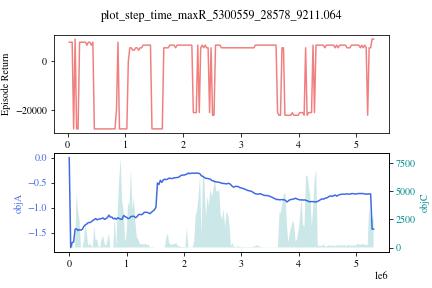 plot_step_time_maxR_5300559_28578_9211.064
Episode Return
0
−20000
0 1 2 3 4 5
objA
0.0
−0.5
−1.0
−1.5
7500
5000
2500
0
objC
0 1 2 3 4 5
1e6